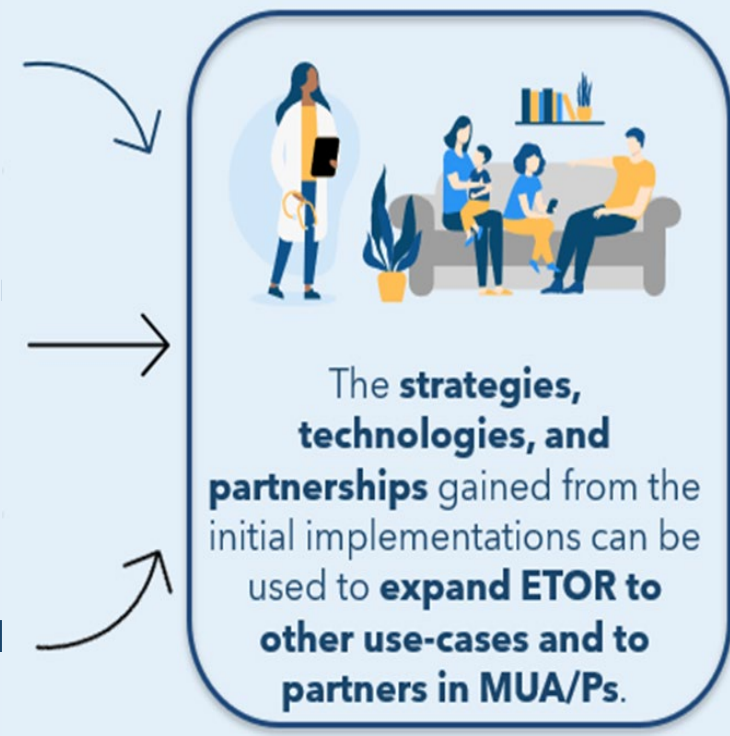 The strategies,
technologies, and
partnerships gained from the
initial implementations can be
used to expand ETOR to
other use-cases and to
partners in MUA/Ps.